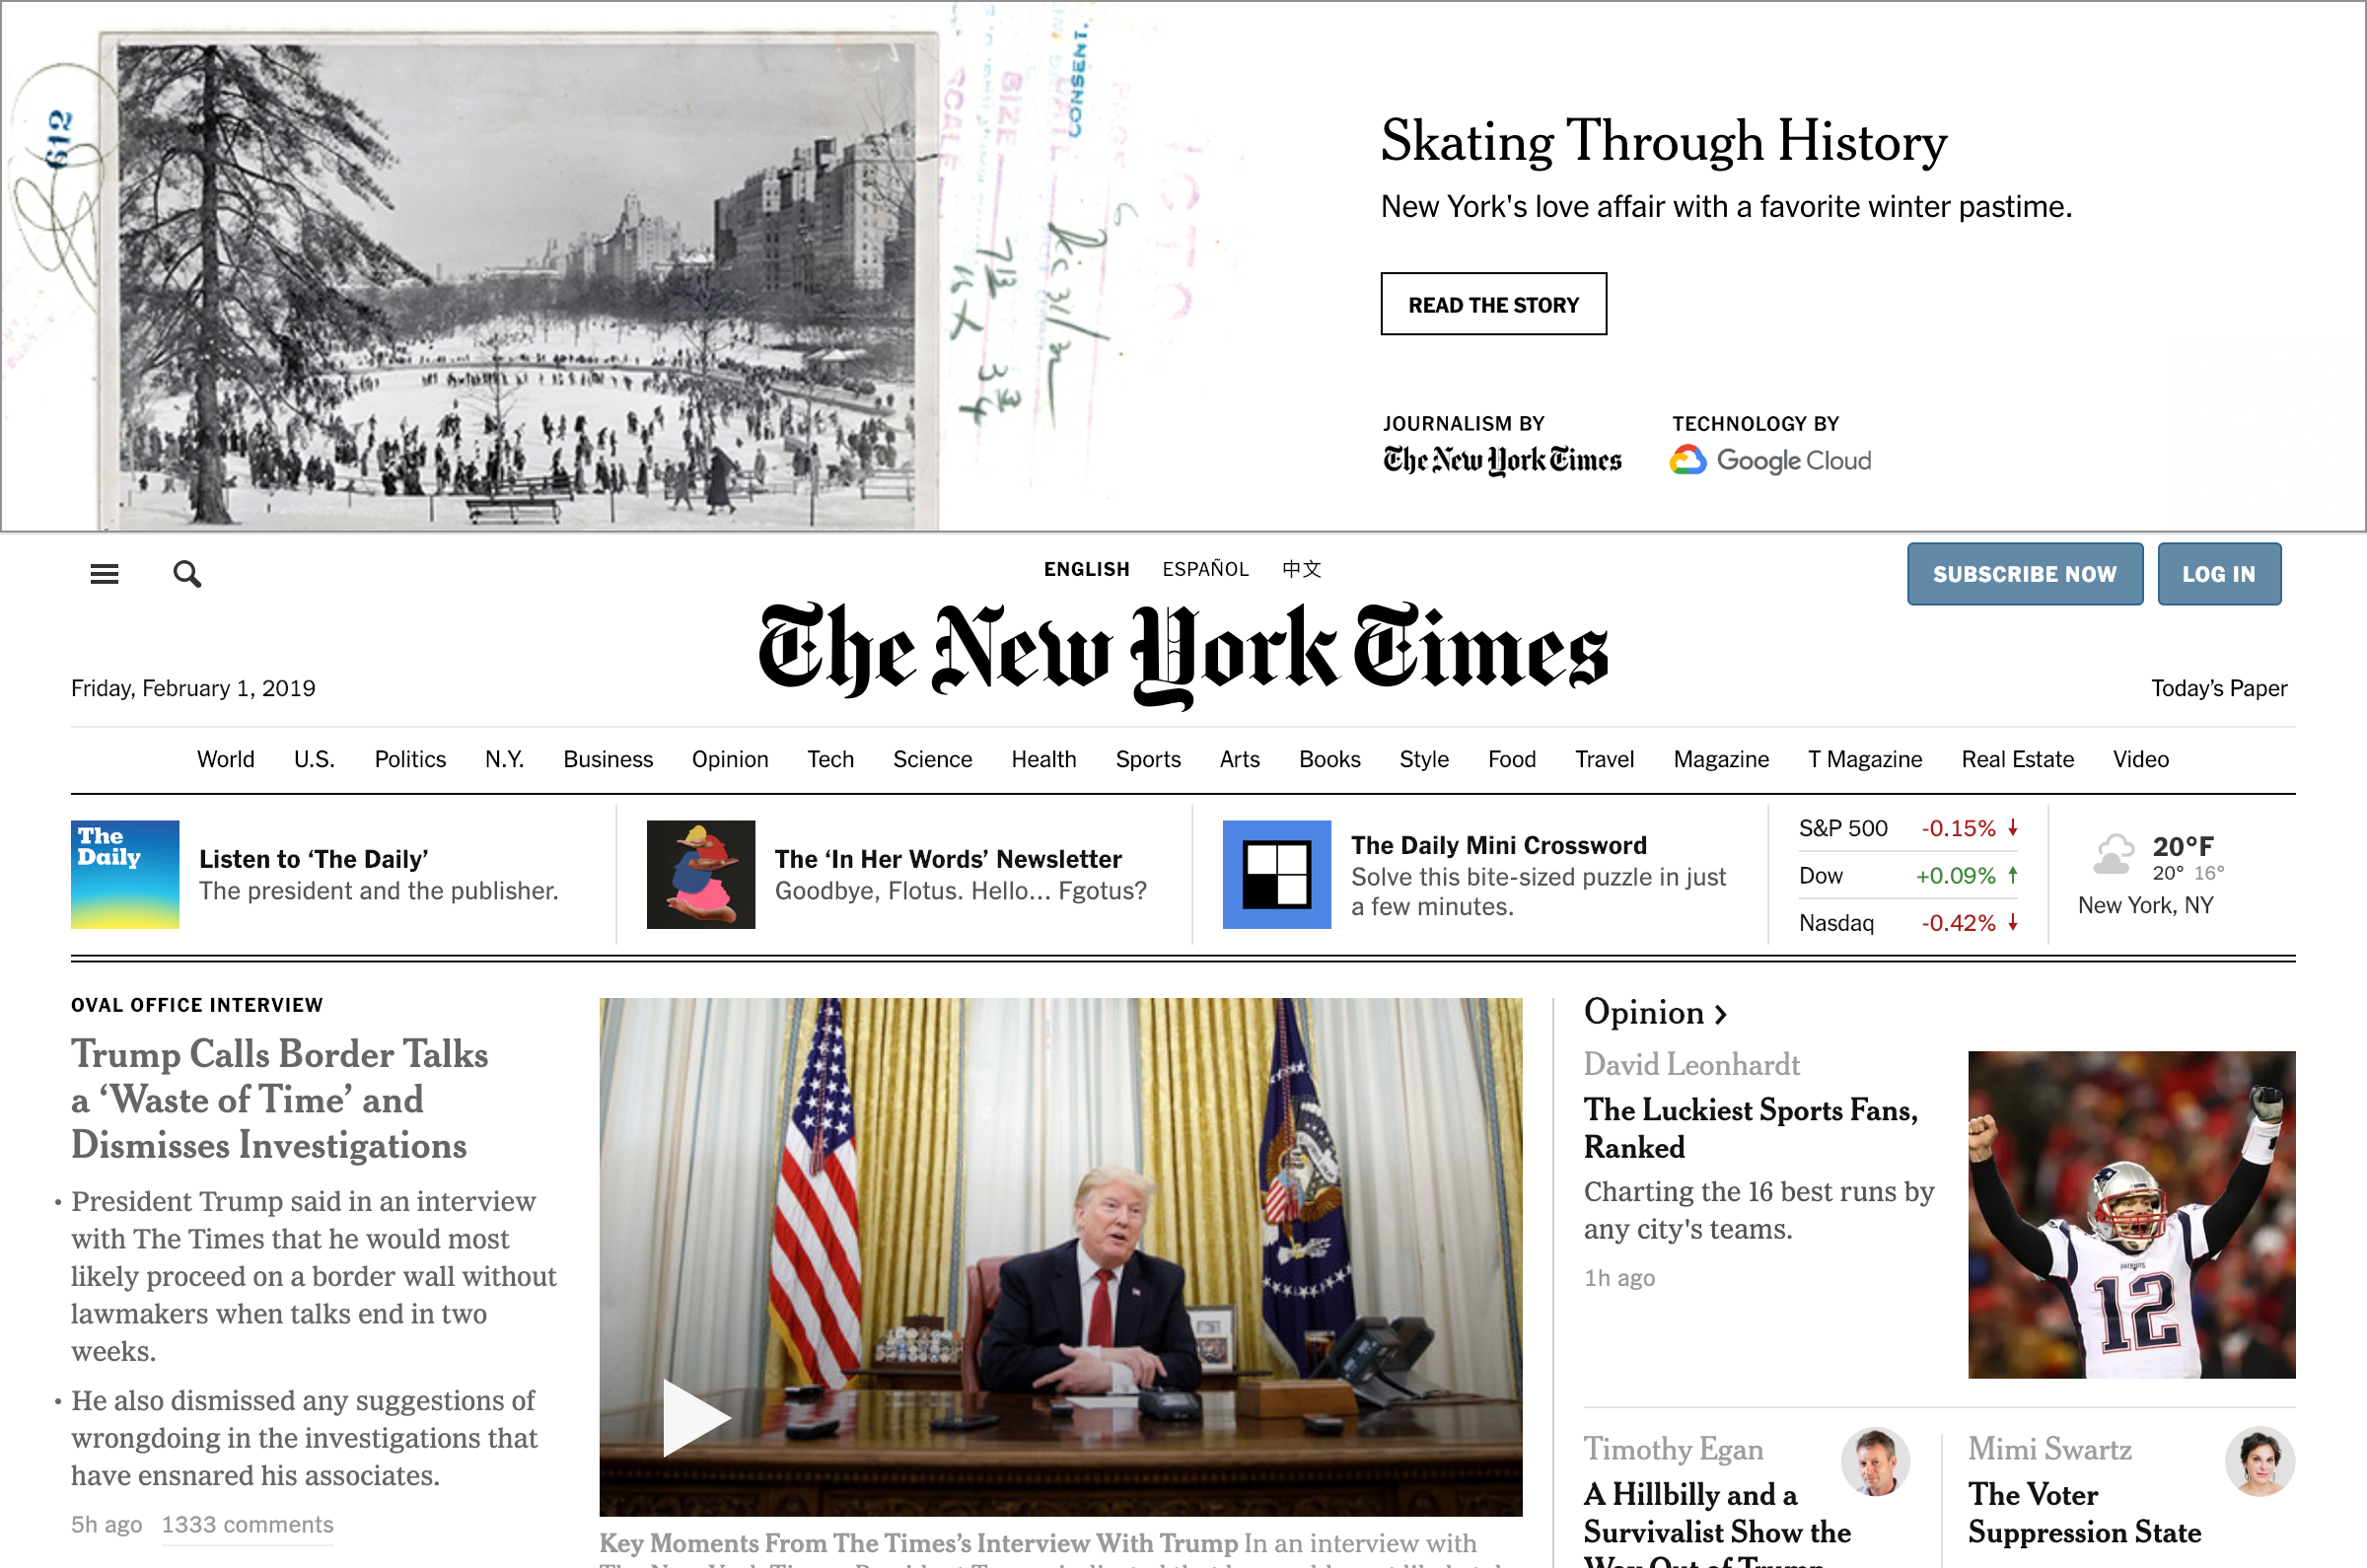 612
CONSENT.
SIZE
SCALE
Skating Through History
New York's love affair with a favorite winter pastime.
READ THE STORY
JOURNALISM BY
The New York Times
TECHNOLOGY BY
Google Cloud
ENGLISH ESPAÑOL 中文
SUBSCRIBE NOW
LOG IN
The New York Times
Friday, February 1, 2019
Today’s Paper
World U.S. Politics N.Y. Business Opinion Tech Science Health Sports Arts Books Style Food Travel Magazine T Magazine Real Estate Video
The
Daily
Listen to ‘The Daily’
The president and the publisher.
The ‘In Her Words’ Newsletter
Goodbye, Flotus. Hello... Fgotus?
The Daily Mini Crossword
Solve this bite-sized puzzle in just
a few minutes.
S&P 500 -0.15%
Dow +0.09%
Nasdaq -0.42%
20°F
20° 16°
New York, NY
OVAL OFFICE INTERVIEW
Trump Calls Border Talks
a ‘Waste of Time’ and
Dismisses Investigations
• President Trump said in an interview
with The Times that he would most
likely proceed on a border wall without
lawmakers when talks end in two
weeks.
• He also dismissed any suggestions of
wrongdoing in the investigations that
have ensnared his associates.
5h ago 1333 comments
Key Moments From The Times’s Interview With Trump In an interview with
Opinion
David Leonhardt
The Luckiest Sports Fans,
Ranked
Charting the 16 best runs by
any city's teams.
1h ago
PATRIOTS
12
Timothy Egan
A Hillbilly and a
Survivalist Show the
Way Out of Trump
Mimi Swartz
The Voter
Suppression State